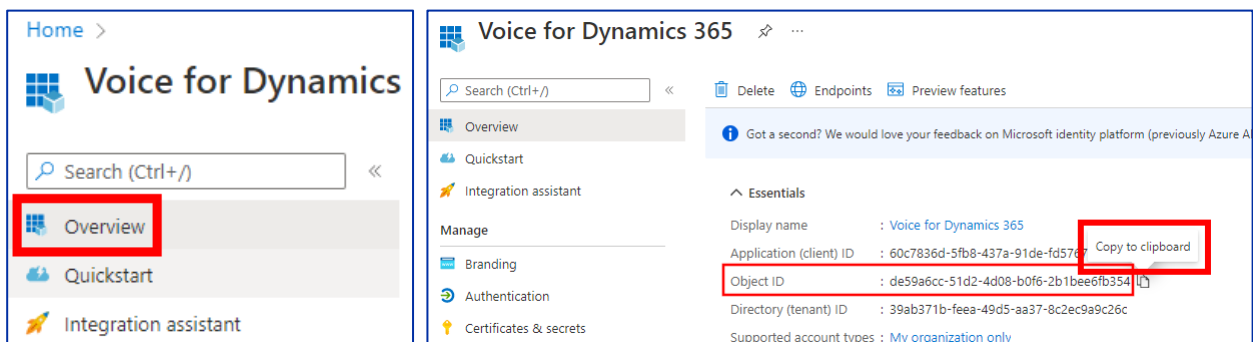 Home >
Voice for Dynamics
Search (Ctrl+/)
«
Overview
Quickstart
Integration assistant
Voice for Dynamics 365
...
Search (Ctrl+/)
«
Overview
Quickstart
Integration assistant
Manage
Branding
Authentication
Certificates & secrets
Delete Endpoints Preview features
Got a second? We would love your feedback on Microsoft identity platform (previously Azure
Essentials
Display name : Voice for Dynamics 365
Application (client) ID : 60c7836d-5fb8-437a-91de-fd5767
Copy to clipboard
Object ID : de59a6cc-51d2-4d08-b0f6-2b1bee6fb354
Directory (tenant) ID : 39ab371b-feea-49d5-aa37-8c2ec9a9c26c
Supported account types : My organization only